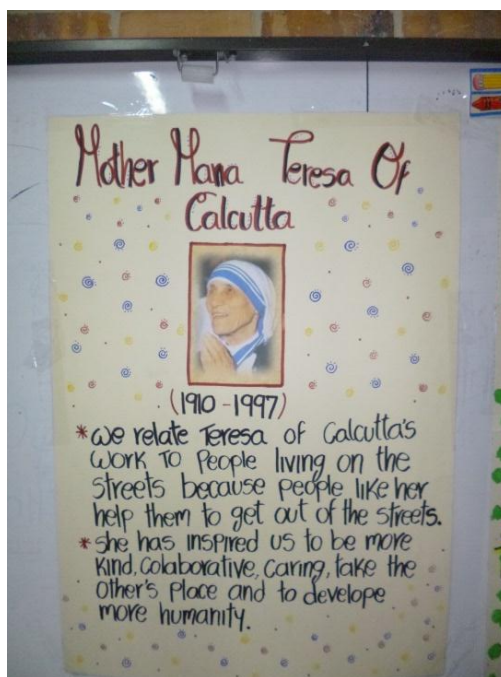 Mother Maria Teresa Of
Calcutta
(1910-1997)
* we relate Teresa of Calcutta's
work to people living on the
streets because people like her
help them to get out of the streets.
* she has inspired us to be more
kind, colaborative, caring, take the
other's place and to develope
more humanity.